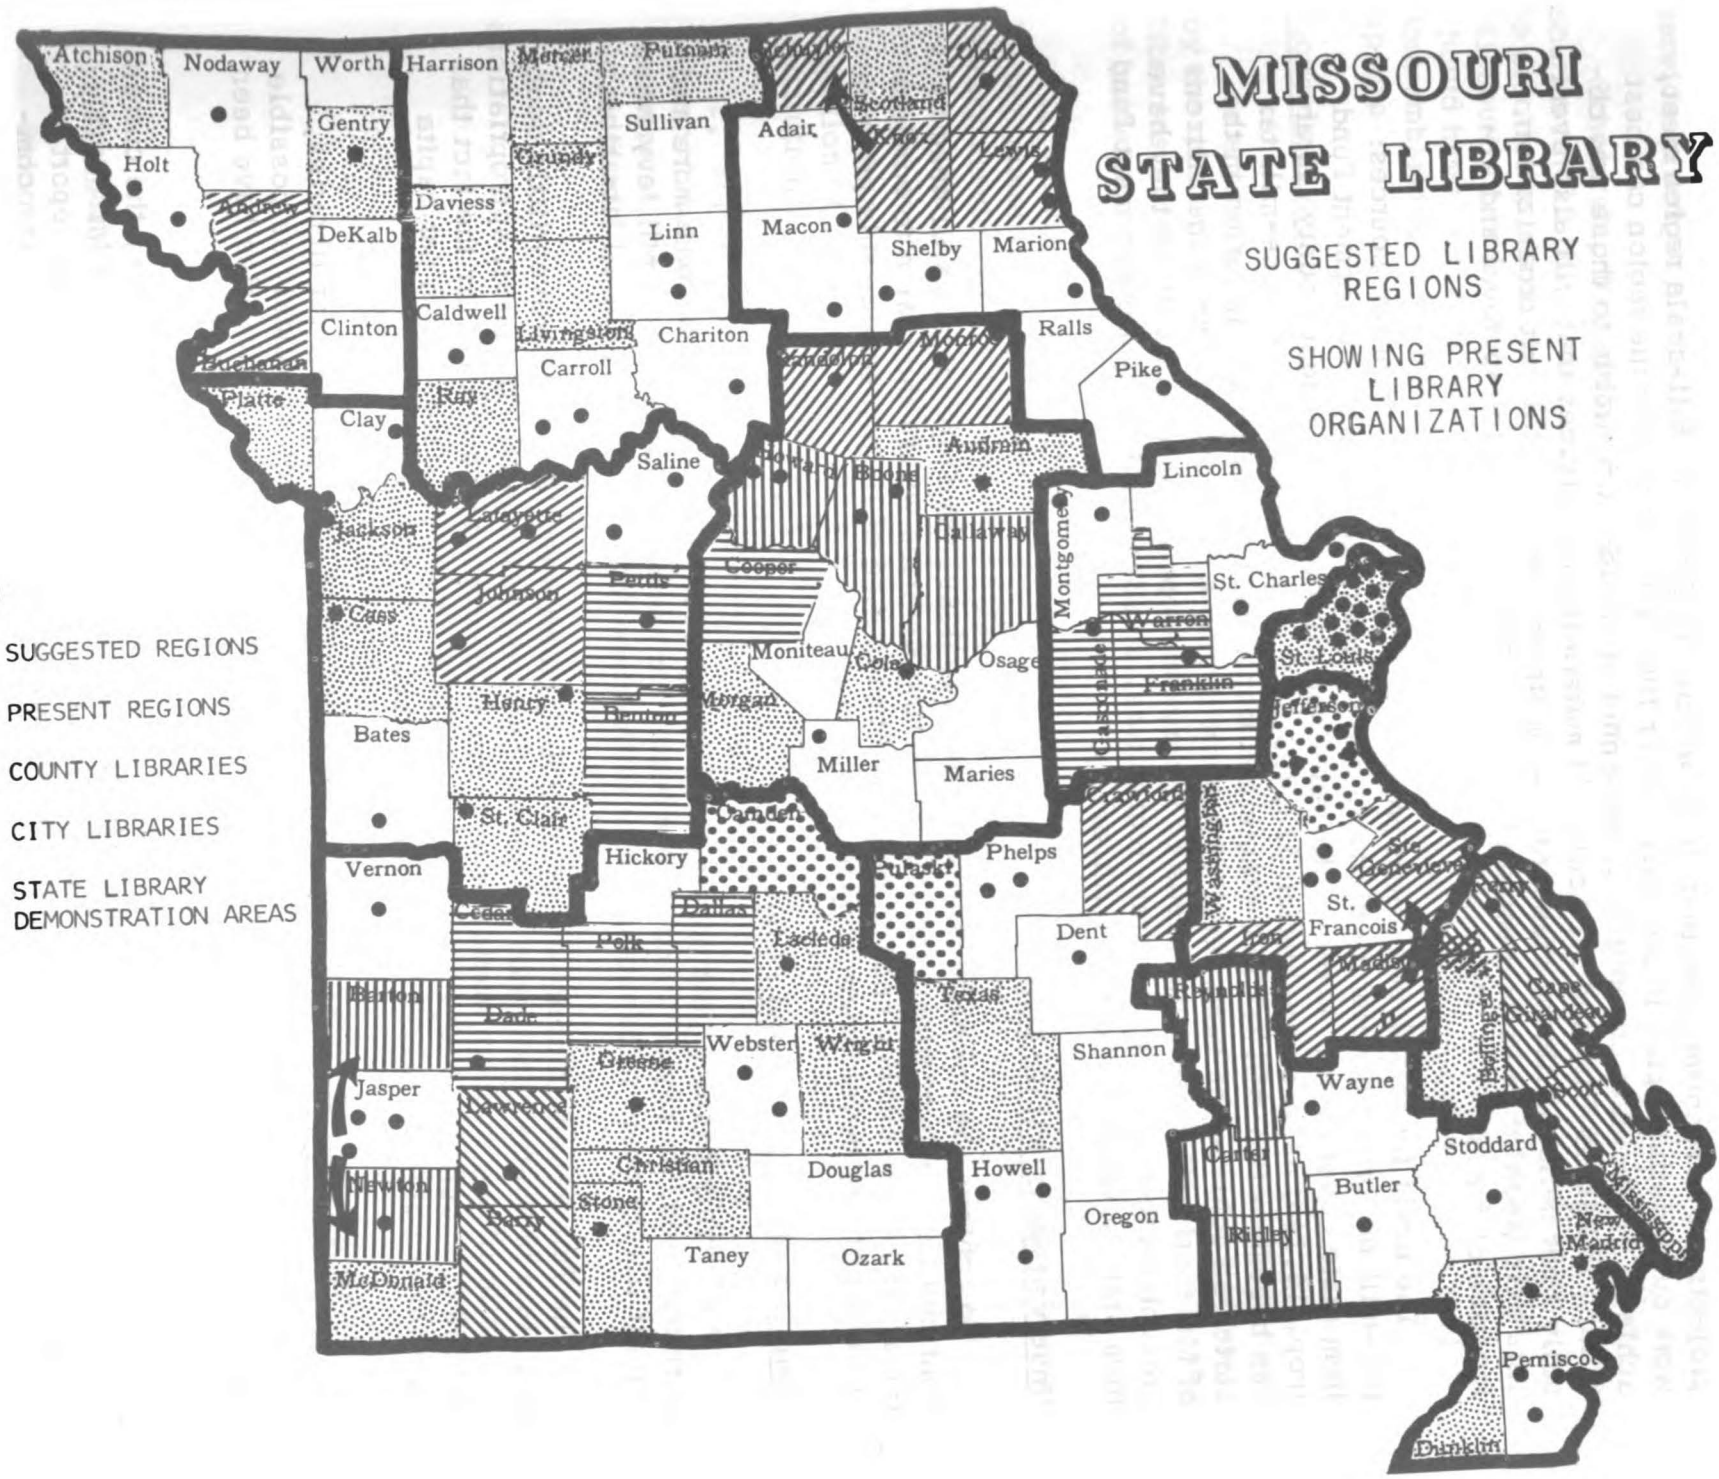 MISSOURI
STATE LIBRARY
SUGGESTED LIBRARY
REGIONS
SHOWING PRESENT
LIBRARY
ORGANIZATIONS
SUGGESTED REGIONS
PRESENT REGIONS
COUNTY LIBRARIES
CITY LIBRARIES
STATE LIBRARY
DEMONSTRATION AREAS
Atchison
Nodaway
Worth
Harrison
Mercer
Putnam
Schuyler
Scotland
Clark
Holt
Gentry
Sullivan
Adair
Knox
Lewis
Andrew
DeKalb
Daviess
Grundy
Linn
Macon
Shelby
Marion
Buchanan
Clinton
Caldwell
Livingston
Chariton
Randolph
Monroe
Ralls
Pike
Platte
Clay
Ray
Carroll
Saline
Howard
Boone
Audrain
Lincoln
Jackson
Lafayette
Cooper
Callaway
Montgomery
St. Charles
Cass
Johnson
Pettis
Moniteau
Cole
Osage
Gasconade
Warren
Franklin
St. Louis
Bates
Henry
Benton
Morgan
Miller
Maries
Jefferson
St. Clair
Hickory
Camden
Pulaski
Phelps
Crawford
Washington
Ste.
Genevieve
Perry
Vernon
Cedar
Polk
Dallas
Laclede
Dent
Iron
St.
Francois
Madison
Bollinger
Cape
Girardeau
Barton
Dade
Texas
Reynolds
Jasper
Greene
Webster
Wright
Shannon
Wayne
Scott
Newton
Lawrence
Christian
Douglas
Howell
Carter
Butler
Stoddard
Mississippi
McDonald
Barry
Stone
Taney
Ozark
Oregon
Ripley
New
Madrid
Pemiscot
Dunklin